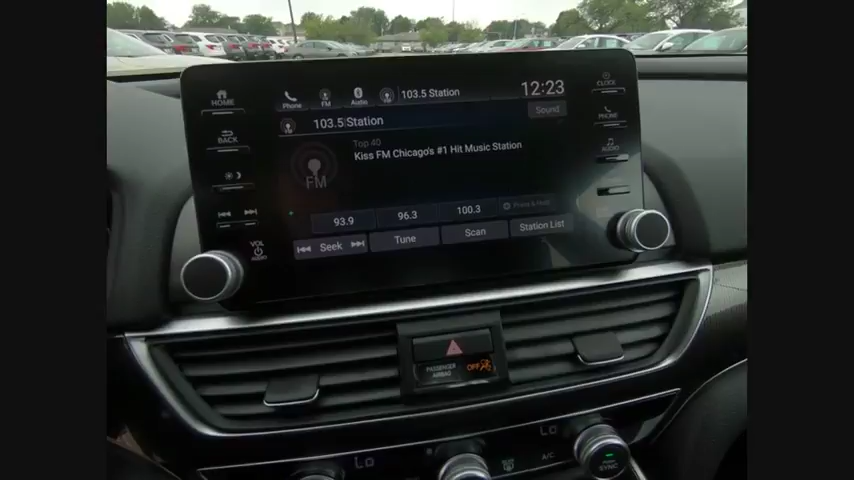 HOME
Phone
FM
Audio
103.5 Station
12:23
CLOCK
103.5 Station
Sound
PHONE
BACK
Top 40
Kiss FM Chicago's #1 Hit Music Station
AUDIO
FM
93.9
96.3
100.3
Press & Hold
VOL
AUDIO
Seek
Tune
Scan
Station List
PASSENGER
AIRBAG
OFF
Lo
Lo
A/C
SYNC